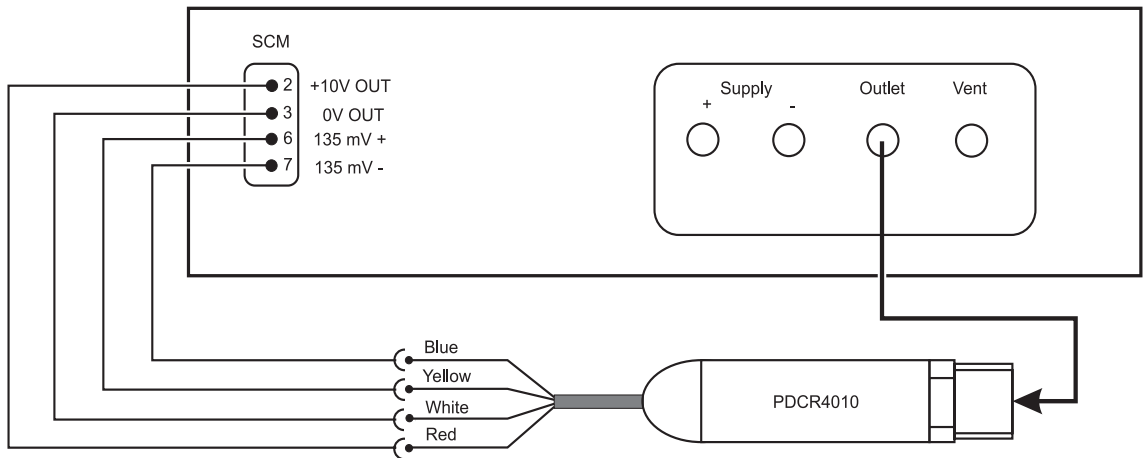 SCM
2 +10V OUT
3 0V OUT
6 135 mV +
7 135 mV -
Supply Outlet Vent
+ -
Blue
Yellow
White
Red
PDCR4010